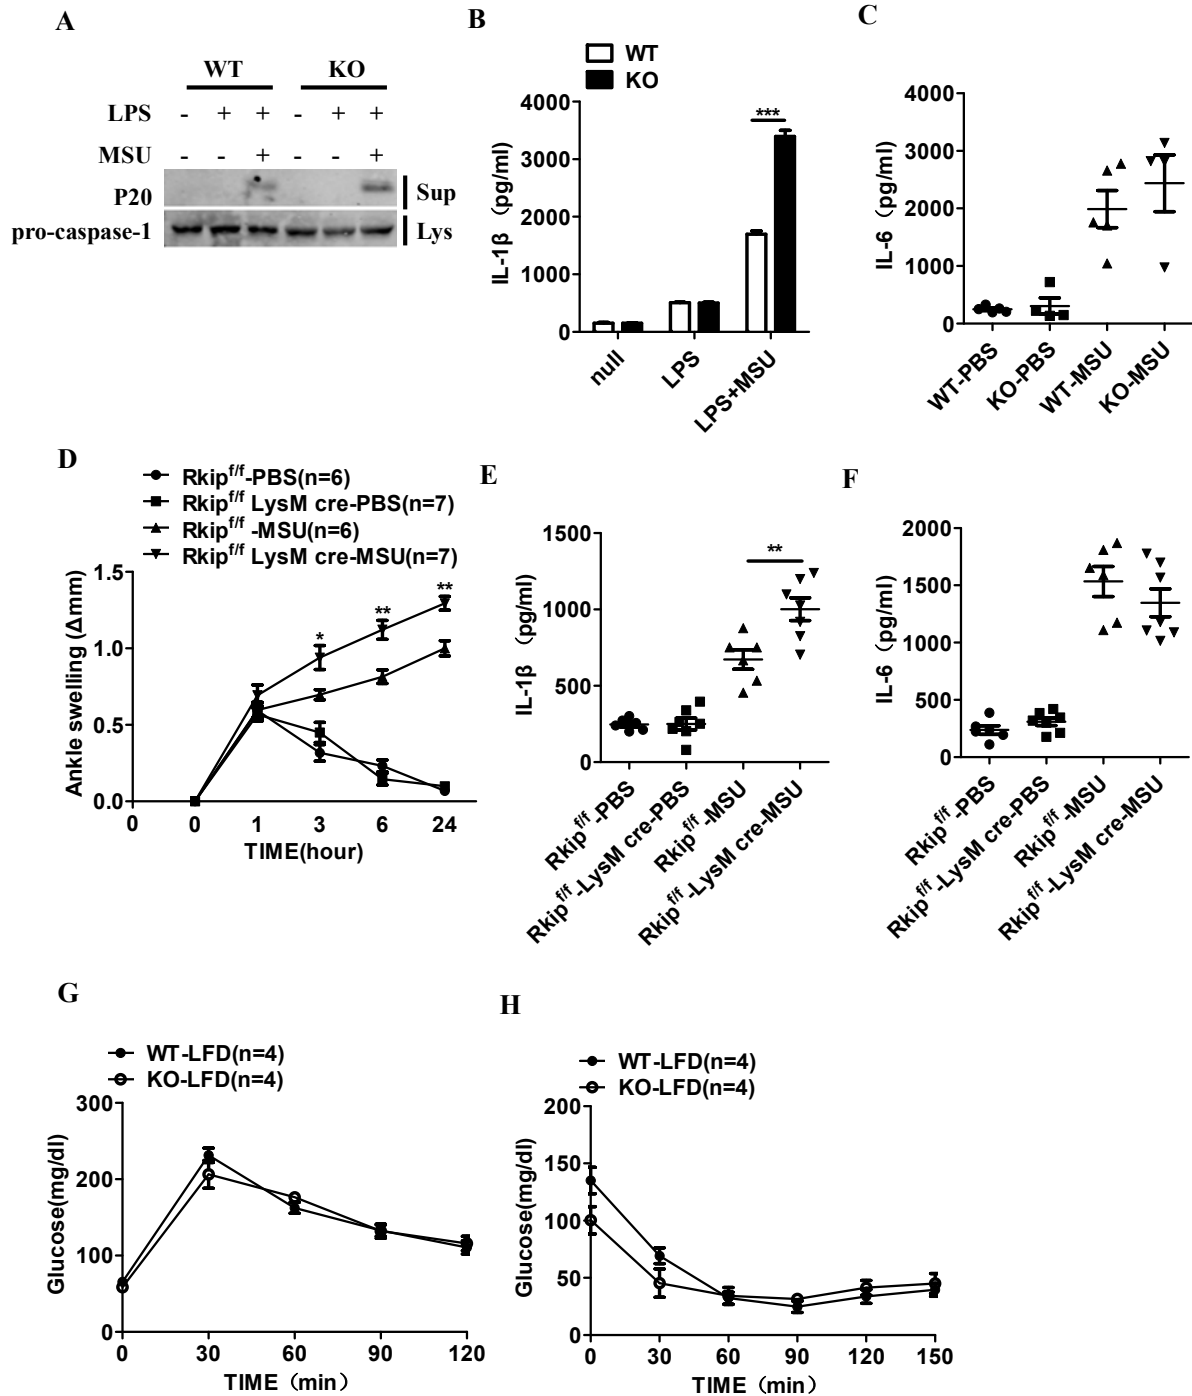 A
WT KO
LPS - + + - + +
MSU - - + - - +
P20 Sup
pro-caspase-1 Lys
B
WT
KO
4000
3000
2000
1000
0
IL-1β (pg/ml)
***
null LPS LPS+MSU
C
4000
3000
2000
1000
0
IL-6 (pg/ml)
WT-PBS KO-PBS WT-MSU KO-MSU
D
Rkip^f/f-PBS(n=6)
Rkip^f/f LysM cre-PBS(n=7)
Rkip^f/f -MSU(n=6)
Rkip^f/f LysM cre-MSU(n=7)
1.5
1.0
0.5
0.0
Ankle swelling (Δmm)
* ** **
0 0 1 3 6 24
TIME(hour)
E
1500
1000
500
0
IL-1β (pg/ml)
**
Rkip^f/f-PBS
Rkip^f/f-LysM cre-PBS
Rkip^f/f-MSU
Rkip^f/f-LysM cre-MSU
F
2000
1500
1000
500
0
IL-6 (pg/ml)
Rkip^f/f-PBS
Rkip^f/f-LysM cre-PBS
Rkip^f/f-MSU
Rkip^f/f-LysM cre-MSU
G
WT-LFD(n=4)
KO-LFD(n=4)
300
200
100
0
Glucose(mg/dl)
0 30 60 90 120
TIME (min)
H
WT-LFD(n=4)
KO-LFD(n=4)
200
150
100
50
0
Glucose(mg/dl)
0 30 60 90 120 150
TIME (min)